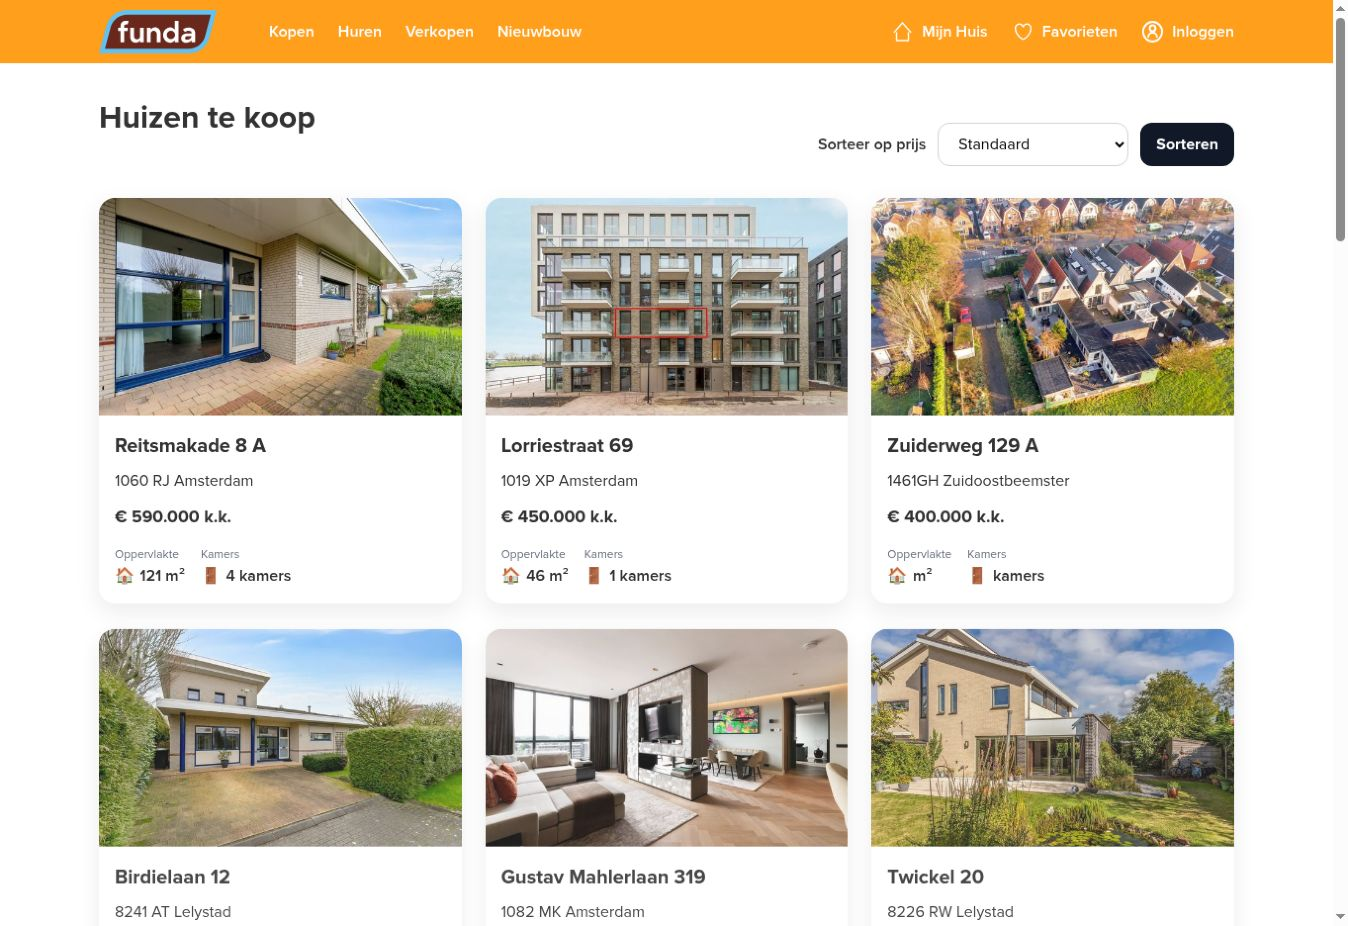 funda
Kopen Huren Verkopen Nieuwbouw
Mijn Huis Favorieten Inloggen
Huizen te koop
Sorteer op prijs Standaard Sorteren
Reitsmakade 8 A
1060 RJ Amsterdam
€ 590.000 k.k.
Oppervlakte Kamers
121 m² 4 kamers
Lorriestraat 69
1019 XP Amsterdam
€ 450.000 k.k.
Oppervlakte Kamers
46 m² 1 kamers
Zuiderweg 129 A
1461GH Zuidoostbeemster
€ 400.000 k.k.
Oppervlakte Kamers
m² kamers
Birdielaan 12
8241 AT Lelystad
Gustav Mahlerlaan 319
1082 MK Amsterdam
Twickel 20
8226 RW Lelystad